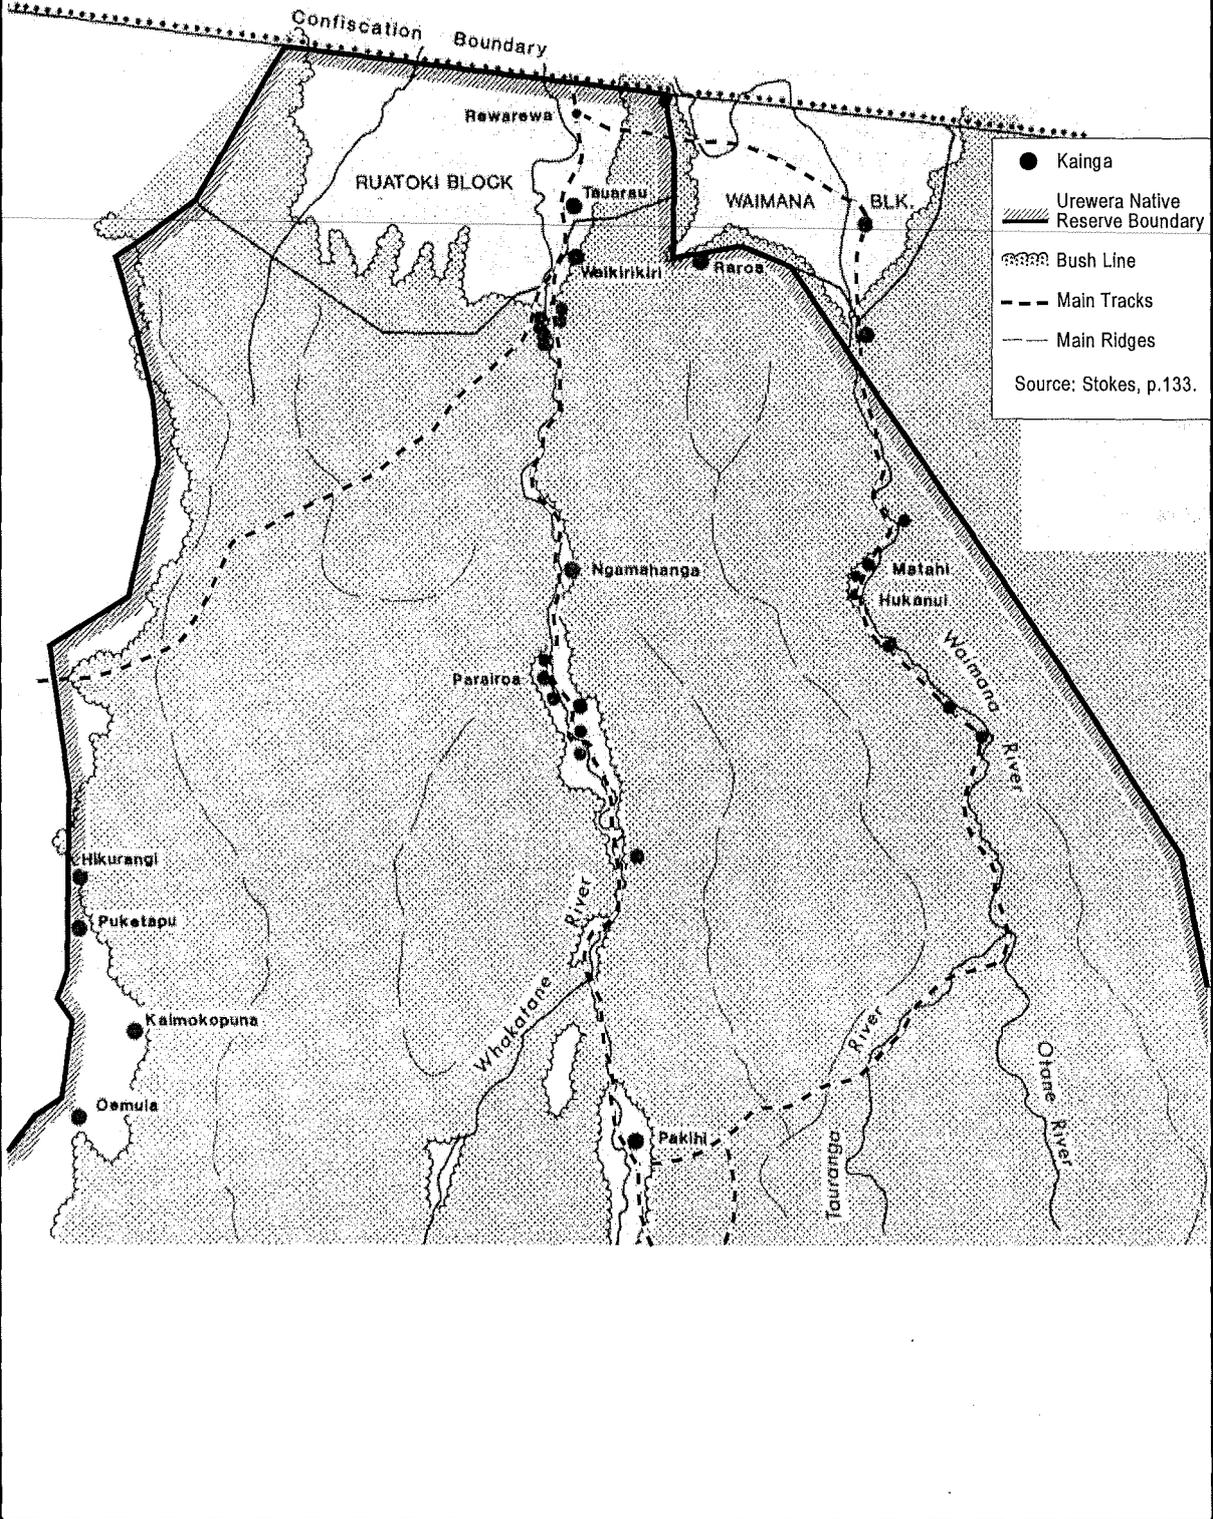 Confiscation Boundary
Rewarewa
RUATOKI BLOCK
Tauarau
WAIMANA BLK.
Waikirikiri
Raroa
Kainga
Urewera Native
Reserve Boundary
Bush Line
Main Tracks
Main Ridges
Source: Stokes, p.133.
Ngamahanga
Matahi
Hukanui
Parairoa
Waimana River
Hikurangi
Puketapu
Whakatane River
Kaimokopuna
Oamuia
Pakihi
Tauranga River
Otane River